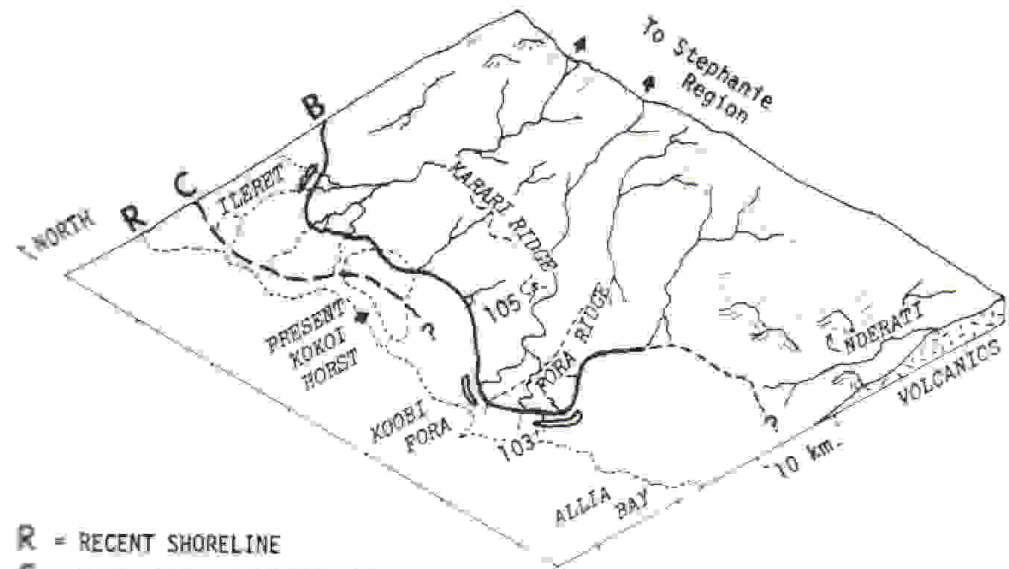 To Stephanie
Region
B
C
R
NORTH
ILERET
KARARI RIDGE
105
PRESENT
KOKOI
HORST
?
FORA RIDGE
KOOBI
FORA
103
NDERATI
VOLCANICS
?
10 km.
ALLIA
BAY
R = RECENT SHORELINE